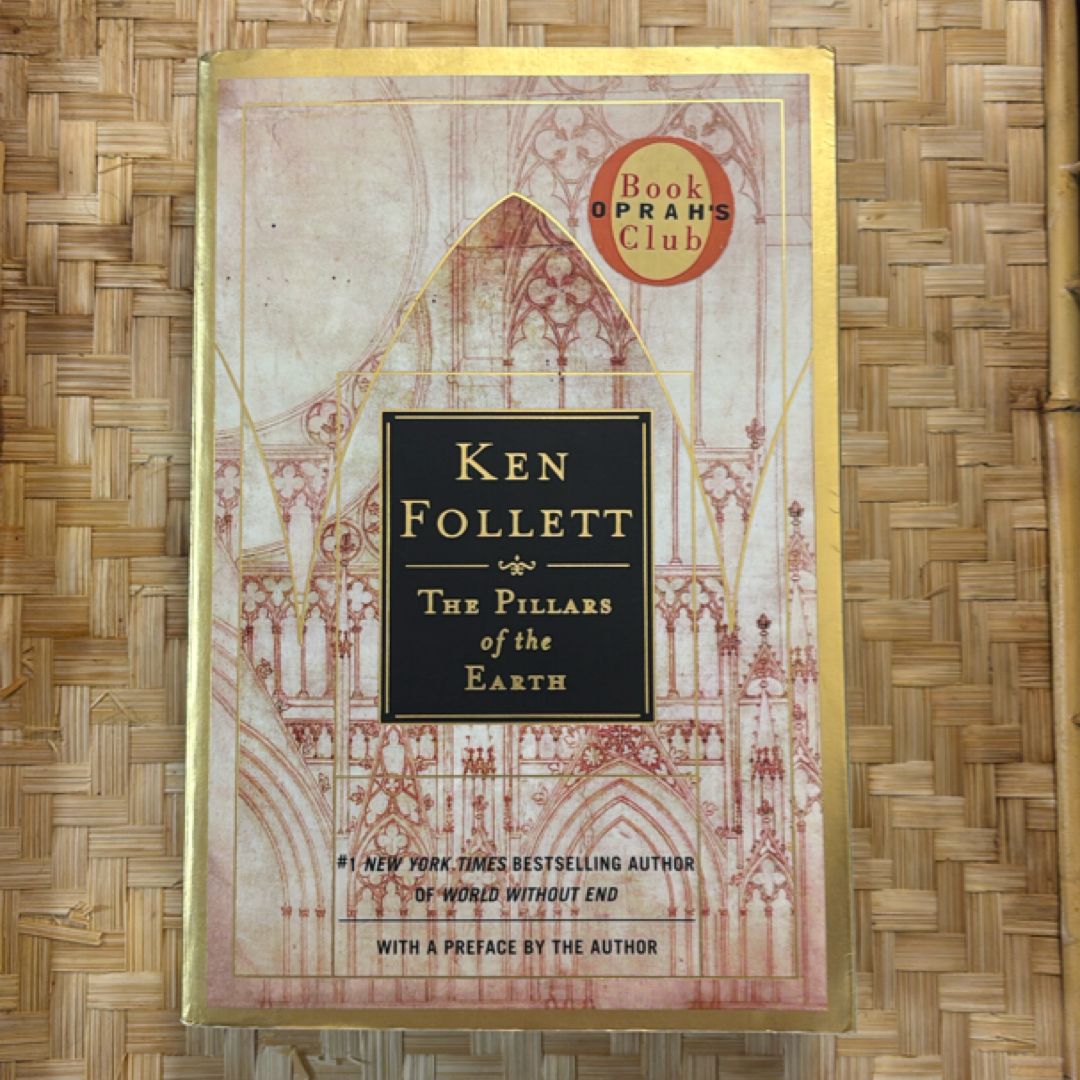 Book
OPRAH'S
Club
KEN
FOLLETT
THE PILLARS
of the
EARTH
#1 NEW YORK TIMES BESTSELLING AUTHOR
OF WORLD WITHOUT END
WITH A PREFACE BY THE AUTHOR